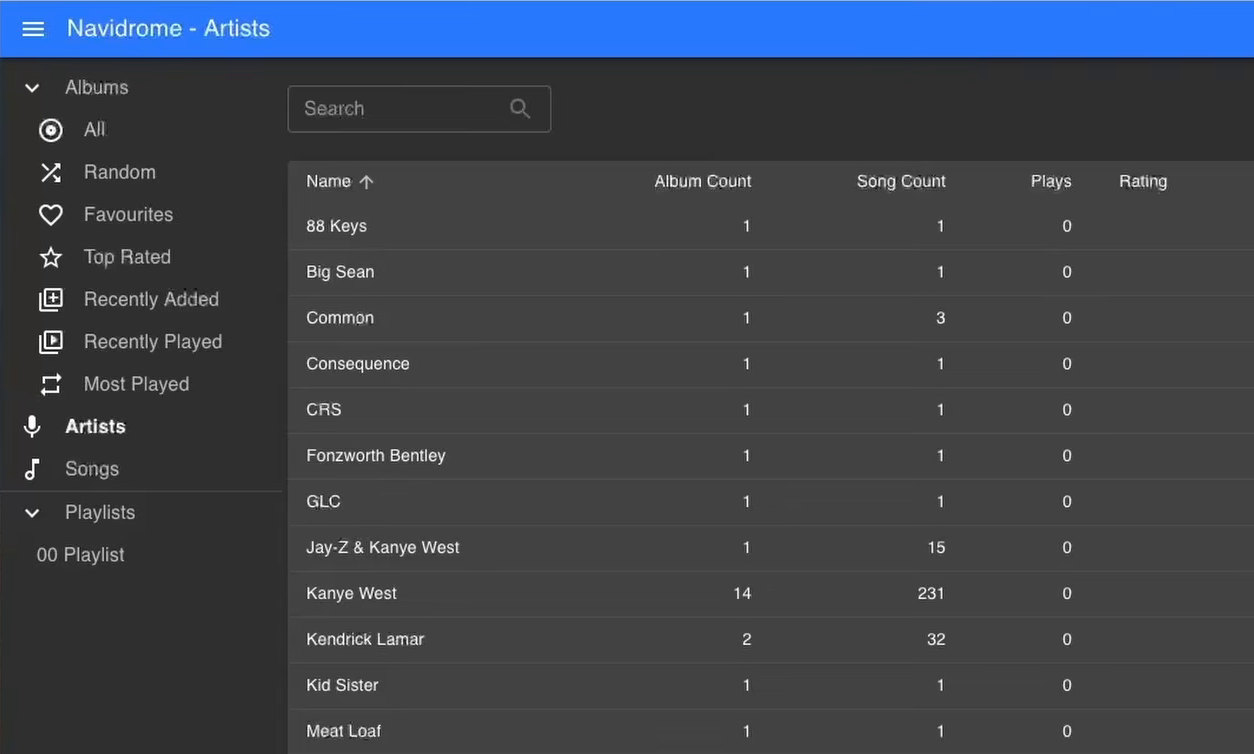 Navidrome - Artists
Albums
All
Random
Favourites
Top Rated
Recently Added
Recently Played
Most Played
Artists
Songs
Playlists
00 Playlist
Search
Name Album Count Song Count Plays Rating
88 Keys 1 1 0
Big Sean 1 1 0
Common 1 3 0
Consequence 1 1 0
CRS 1 1 0
Fonzworth Bentley 1 1 0
GLC 1 1 0
Jay-Z & Kanye West 1 15 0
Kanye West 14 231 0
Kendrick Lamar 2 32 0
Kid Sister 1 1 0
Meat Loaf 1 1 0